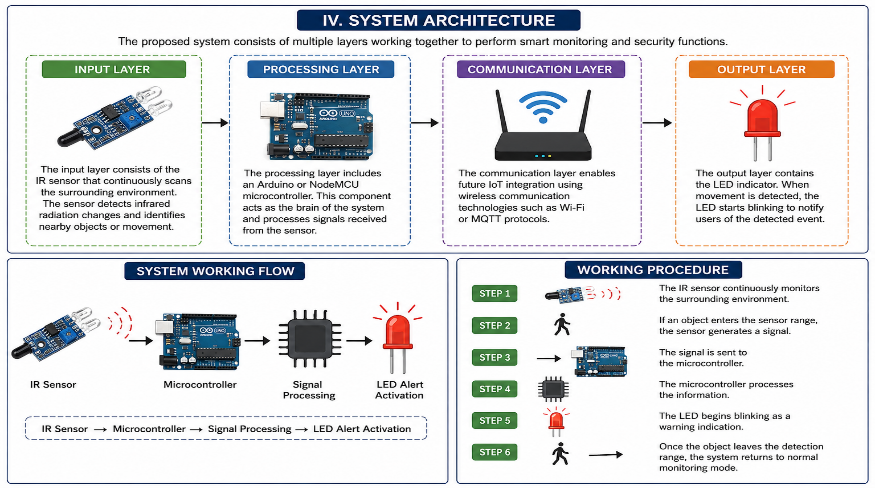 IV. SYSTEM ARCHITECTURE
The proposed system consists of multiple layers working together to perform smart monitoring and security functions.
INPUT LAYER
The input layer consists of the
IR sensor that continuously scans
the surrounding environment.
The sensor detects infrared
radiation changes and identifies
nearby objects or movement.
PROCESSING LAYER
UNO
ARDUINO
The processing layer includes
an Arduino or NodeMCU
microcontroller. This component
acts as the brain of the system
and processes signals received
from the sensor.
COMMUNICATION LAYER
The communication layer enables
future IoT integration using
wireless communication
technologies such as Wi-Fi
or MQTT protocols.
OUTPUT LAYER
The output layer contains
the LED indicator. When
movement is detected, the
LED starts blinking to notify
users of the detected event.
SYSTEM WORKING FLOW
IR Sensor
Microcontroller
Signal
Processing
LED Alert
Activation
IR Sensor → Microcontroller → Signal Processing → LED Alert Activation
WORKING PROCEDURE
STEP 1
The IR sensor continuously monitors
the surrounding environment.
STEP 2
If an object enters the sensor range,
the sensor generates a signal.
STEP 3
The signal is sent to
the microcontroller.
STEP 4
The microcontroller processes
the information.
STEP 5
The LED begins blinking as a
warning indication.
STEP 6
Once the object leaves the detection
range, the system returns to normal
monitoring mode.